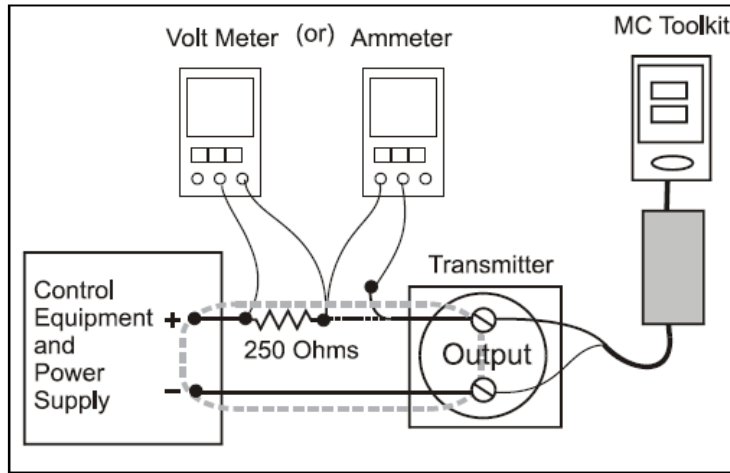 Volt Meter (or) Ammeter
MC Toolkit
Transmitter
Control
Equipment
and
Power
Supply
+
−
250 Ohms
Output